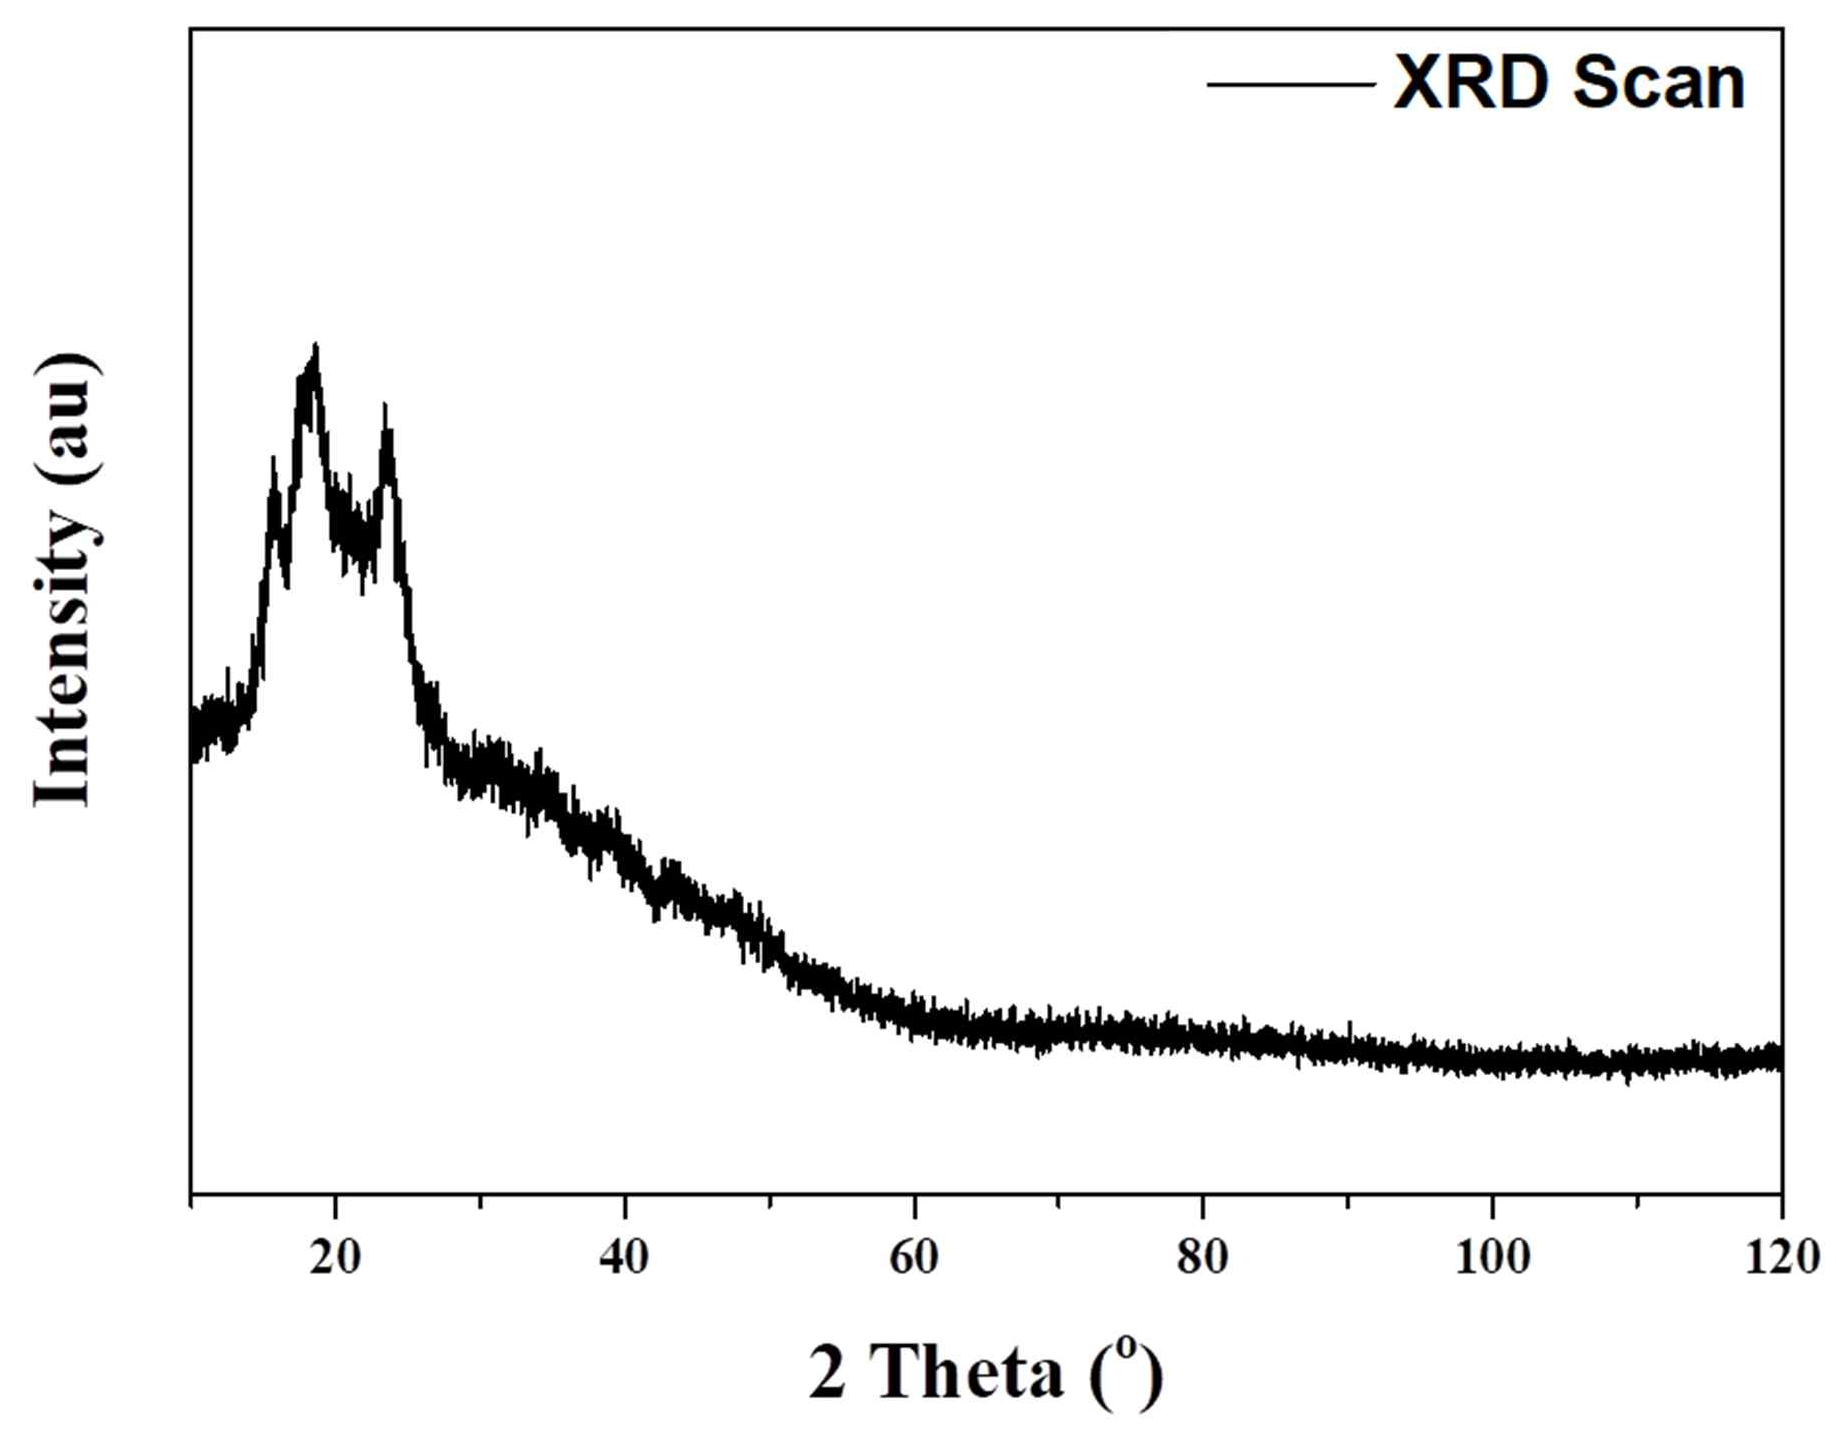 XRD Scan
Intensity (au)
20 40 60 80 100 120
2 Theta (o)